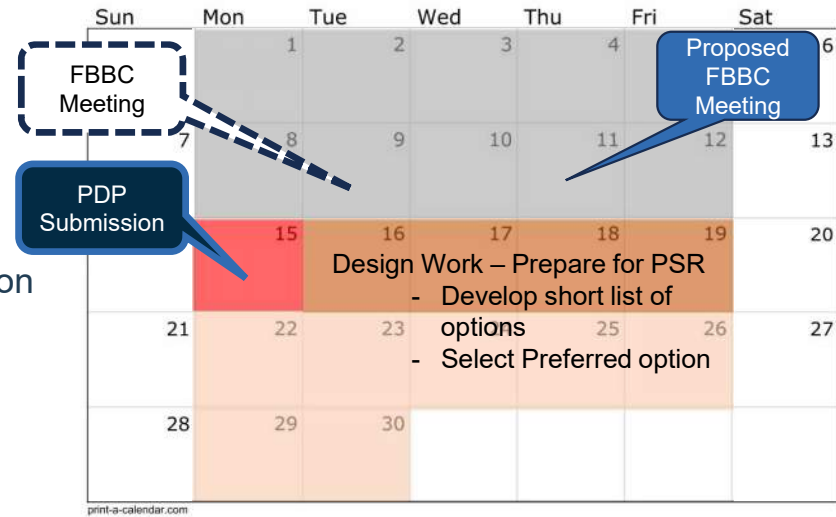 Sun Mon Tue Wed Thu Fri Sat
1 2 3 4 6
FBBC
Meeting
Proposed
FBBC
Meeting
7 8 9 10 11 12 13
PDP
Submission
15 16 17 18 19 20
on
Design Work – Prepare for PSR
- Develop short list of
options
- Select Preferred option
21 22 23 25 26 27
28 29 30
print-a-calendar.com